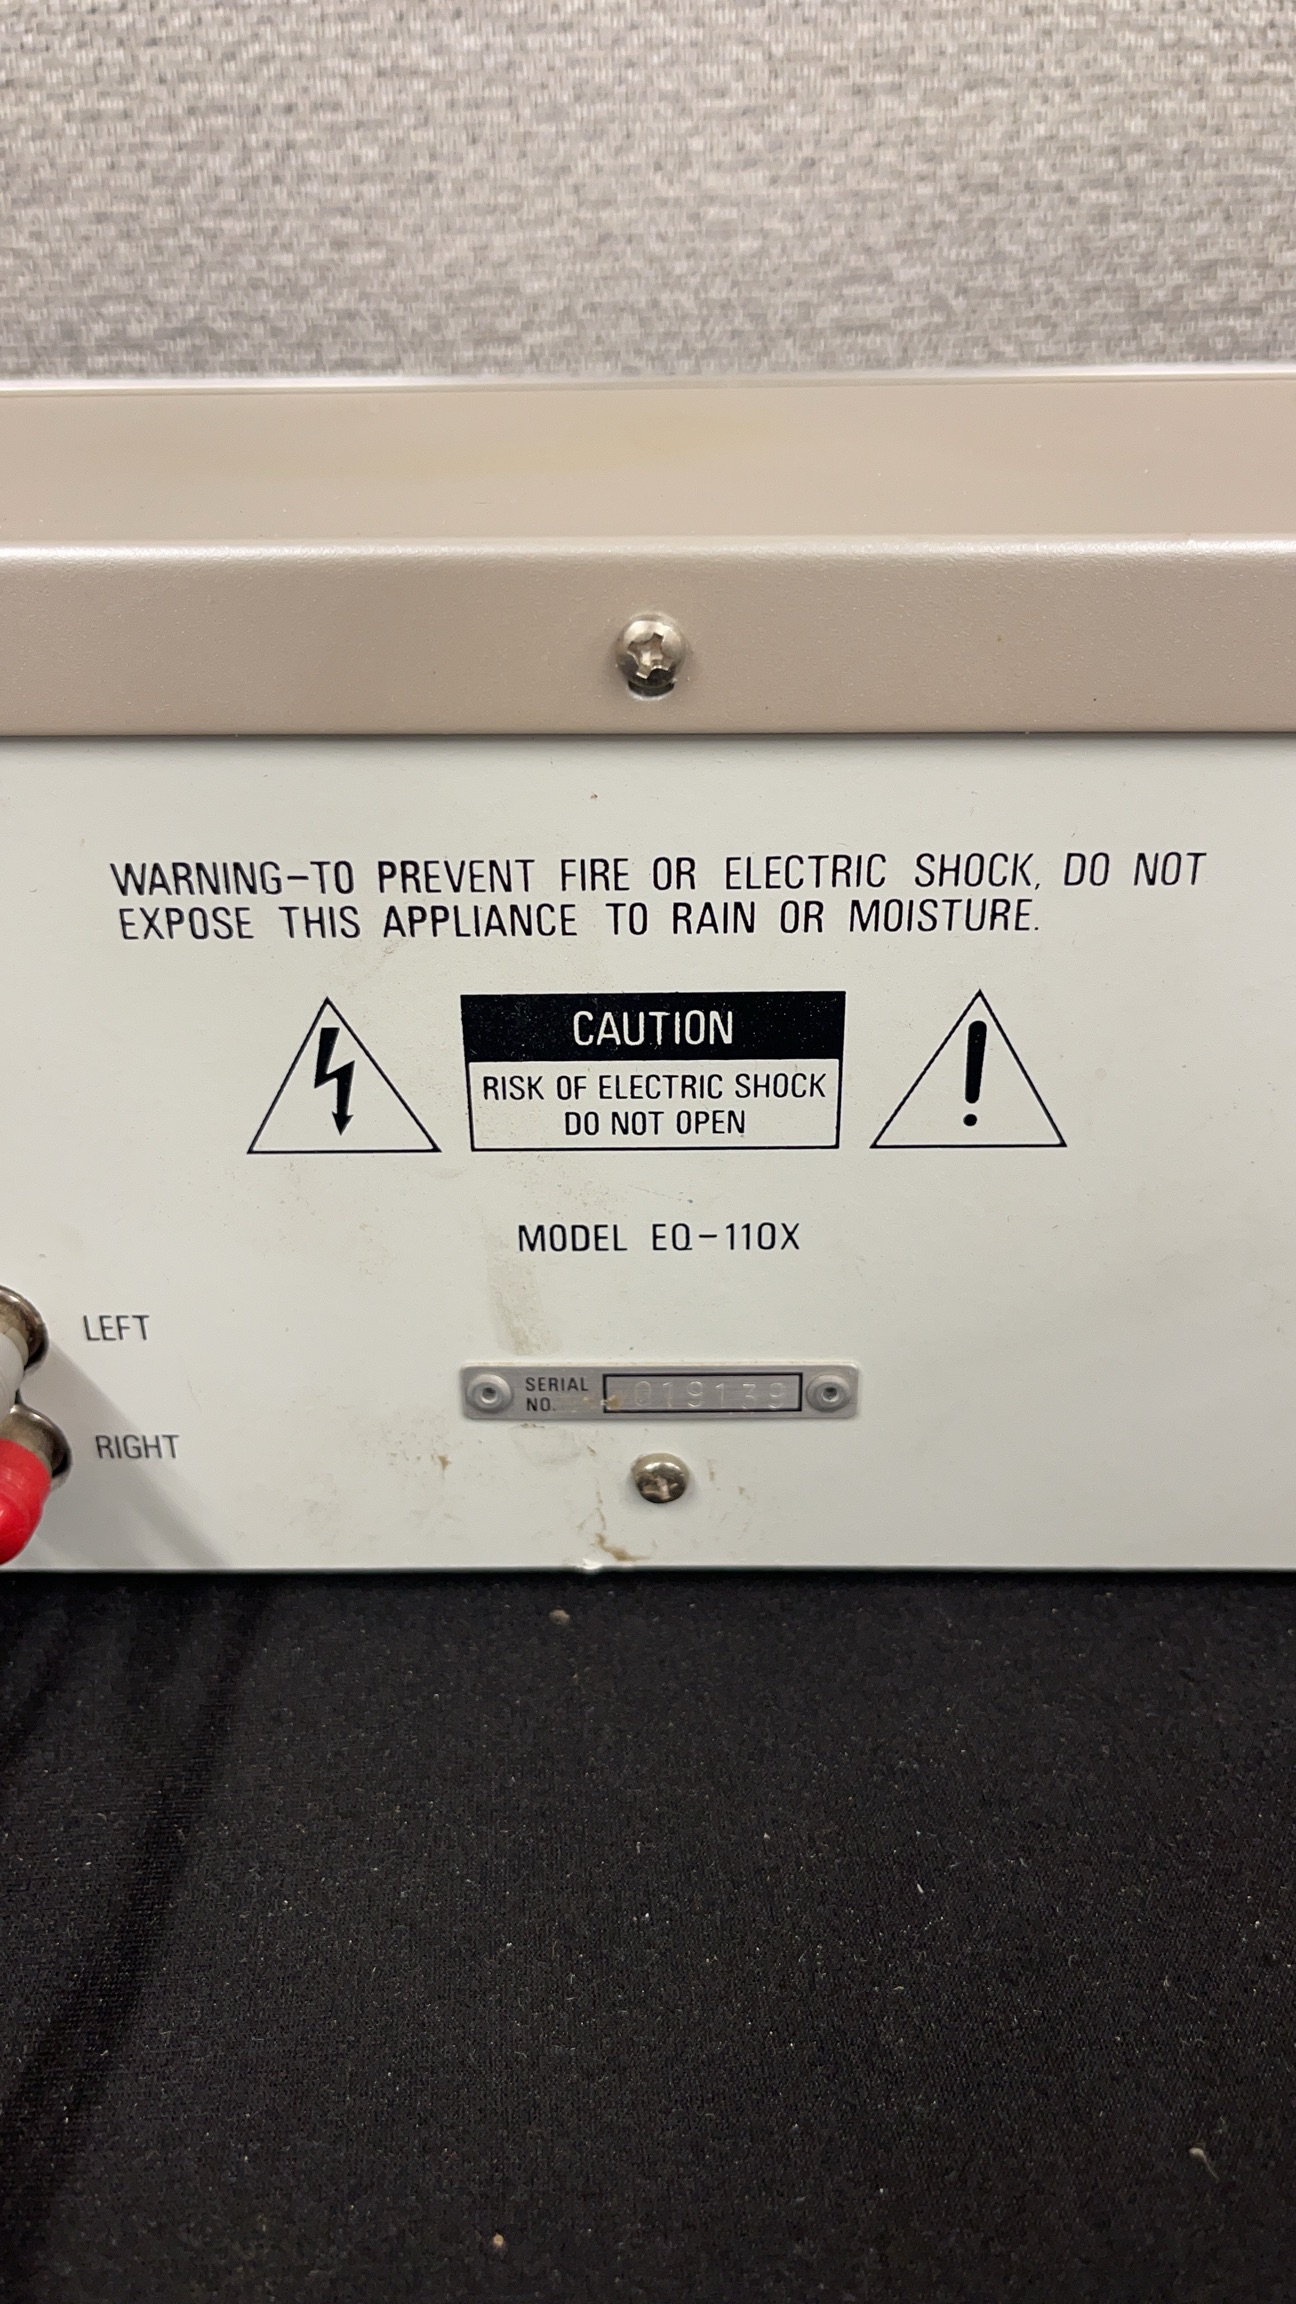 WARNING–TO PREVENT FIRE OR ELECTRIC SHOCK, DO NOT
EXPOSE THIS APPLIANCE TO RAIN OR MOISTURE.
CAUTION
RISK OF ELECTRIC SHOCK
DO NOT OPEN
MODEL EQ–110X
LEFT
SERIAL
NO. 019139
RIGHT